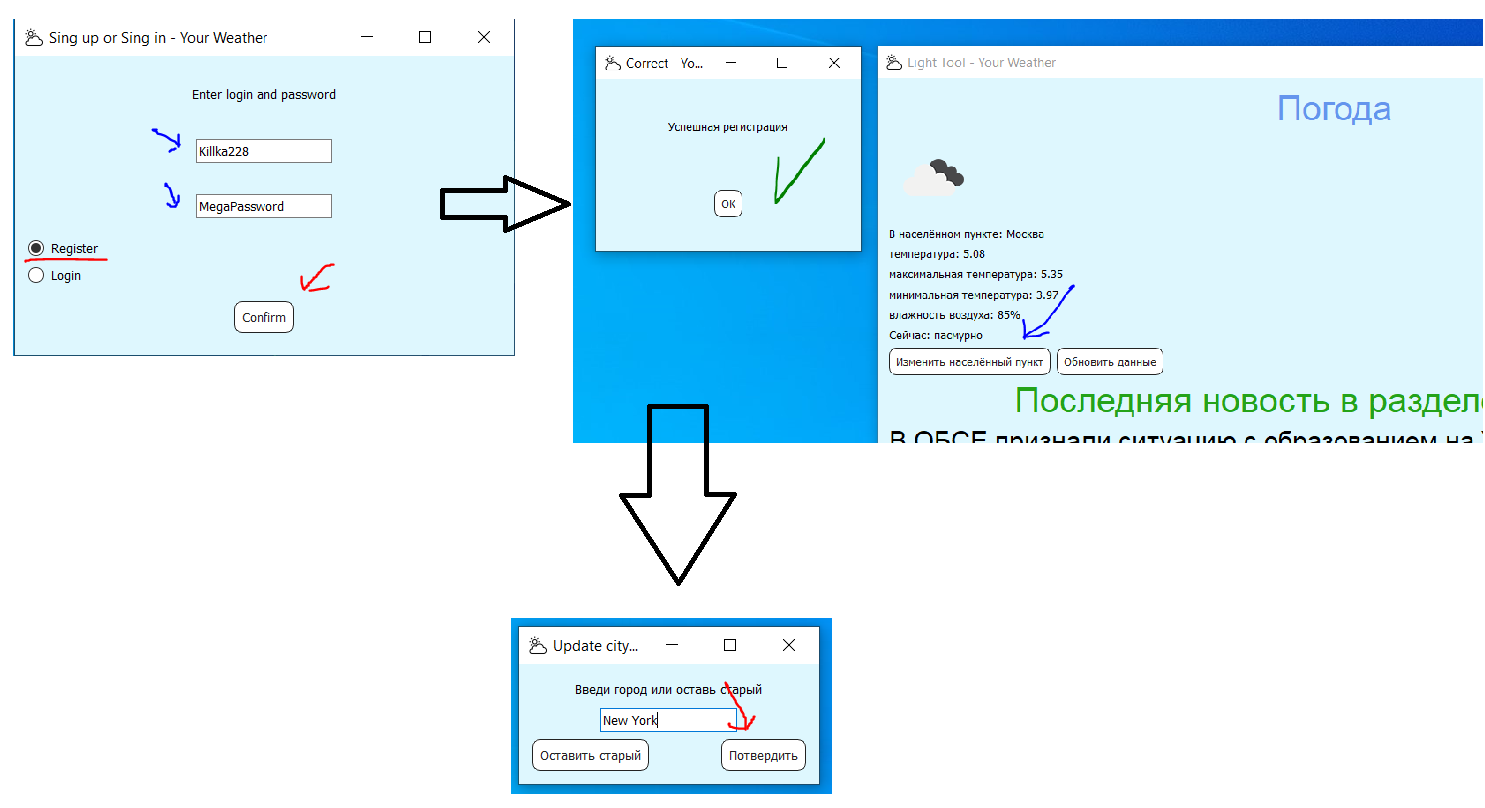 Sing up or Sing in - Your Weather
Enter login and password
Killka228
MegaPassword
Register
Login
Confirm
Correct Yo...
Успешная регистрация
OK
Light Tool - Your Weather
Погода
В населённом пункте: Москва
температура: 5.08
максимальная температура: 5.35
минимальная температура: 3.97
влажность воздуха: 85%
Сейчас: пасмурно
Изменить населённый пункт
Обновить данные
Последняя новость в раздел
В ОБСЕ признали ситуацию с образованием на
Update city...
Введи город или оставь старый
New York
Оставить старый
Потвердить